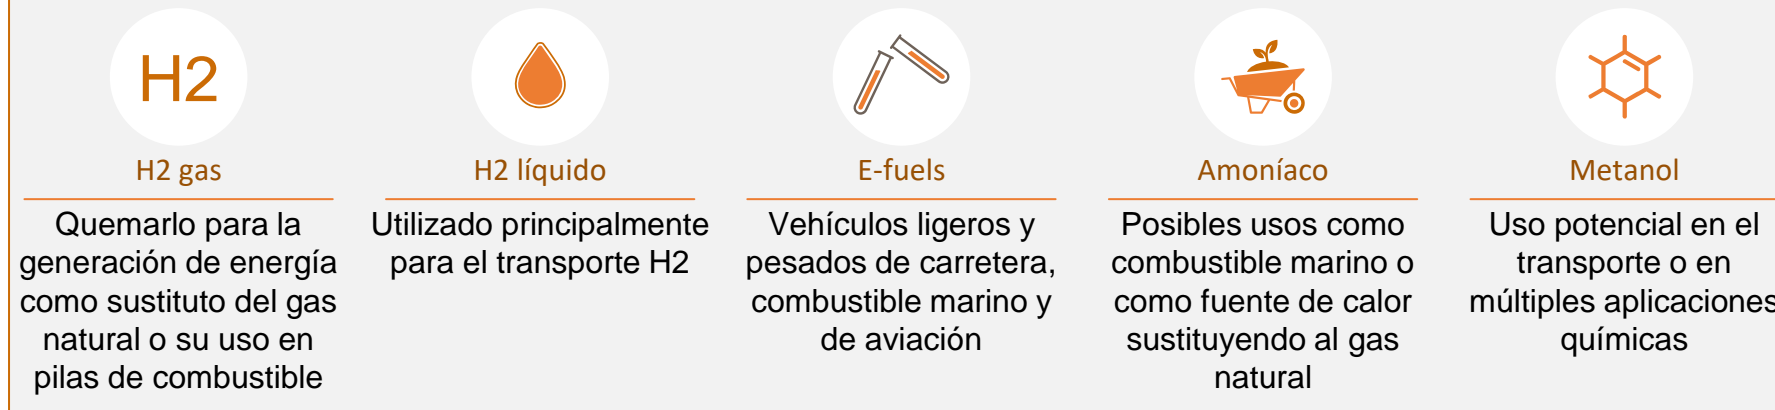 H2
H2 gas
Quemarlo para la
generación de energía
como sustituto del gas
natural o su uso en
pilas de combustible
H2 líquido
Utilizado principalmente
para el transporte H2
E-fuels
Vehículos ligeros y
pesados de carretera,
combustible marino y
de aviación
Amoníaco
Posibles usos como
combustible marino o
como fuente de calor
sustituyendo al gas
natural
Metanol
Uso potencial en el
transporte o en
múltiples aplicaciones
químicas